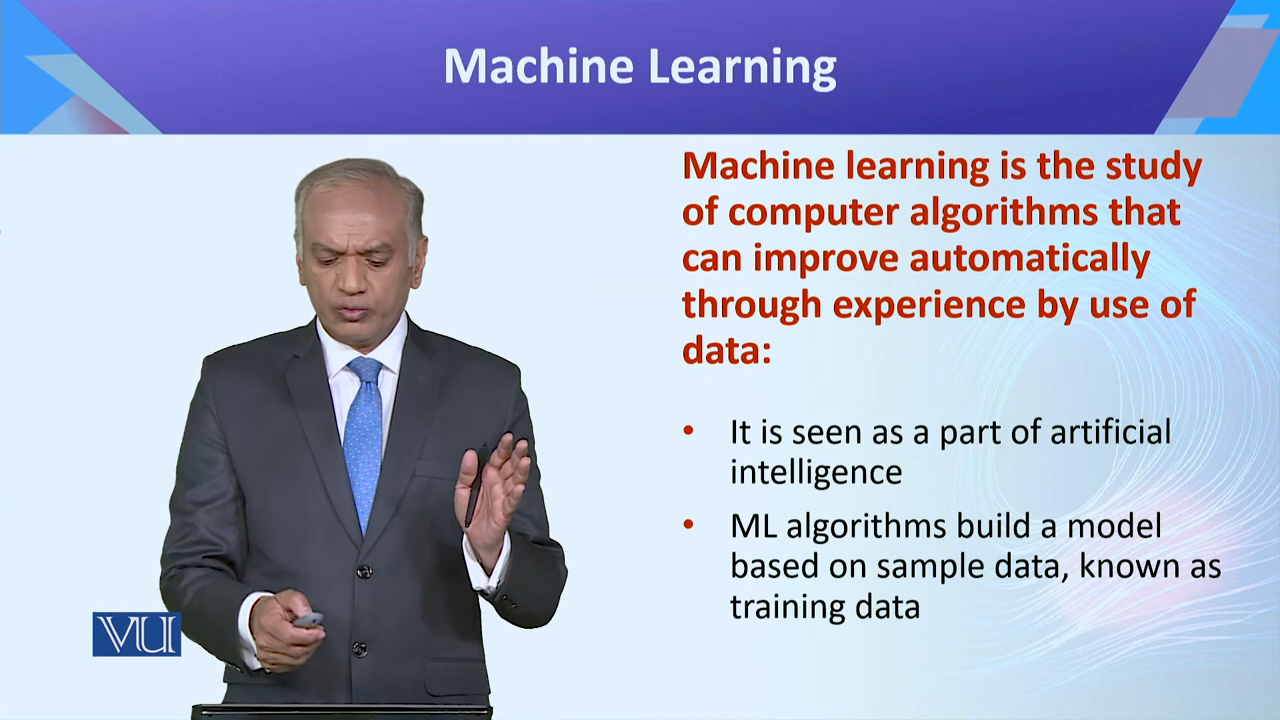 Machine Learning
Machine learning is the study
of computer algorithms that
can improve automatically
through experience by use of
data:
• It is seen as a part of artificial
intelligence
• ML algorithms build a model
based on sample data, known as
training data
VU